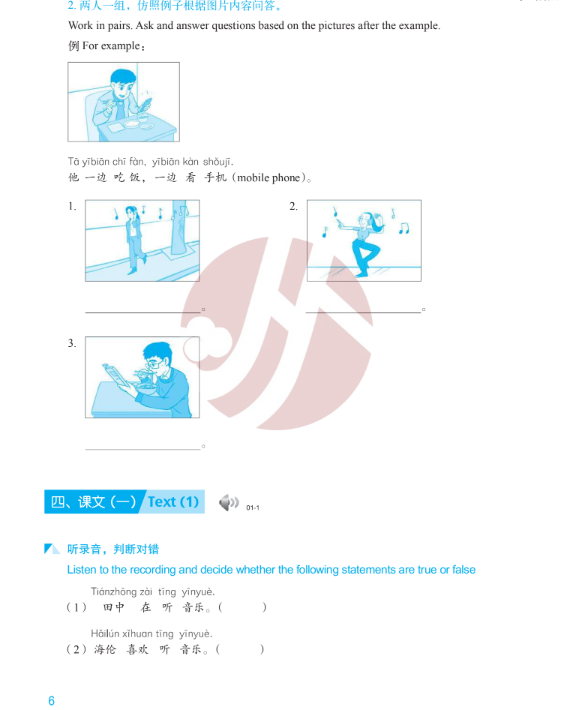 2. 两人一组，仿照例子根据图片内容问答。
Work in pairs. Ask and answer questions based on the pictures after the example.
例 For example：
Tā yìbiān chī fàn, yìbiān kàn shǒujī.
他 一边 吃 饭， 一边 看 手机 (mobile phone)。
1.
2.
。
。
3.
。
四、课文（一） Text (1)
01-1
听录音，判断对错
Listen to the recording and decide whether the following statements are true or false
Tiánzhōng zài tīng yīnyuè.
（1） 田中 在 听 音乐。（ ）
Hǎilún xǐhuan tīng yīnyuè.
（2）海伦 喜欢 听 音乐。（ ）
6